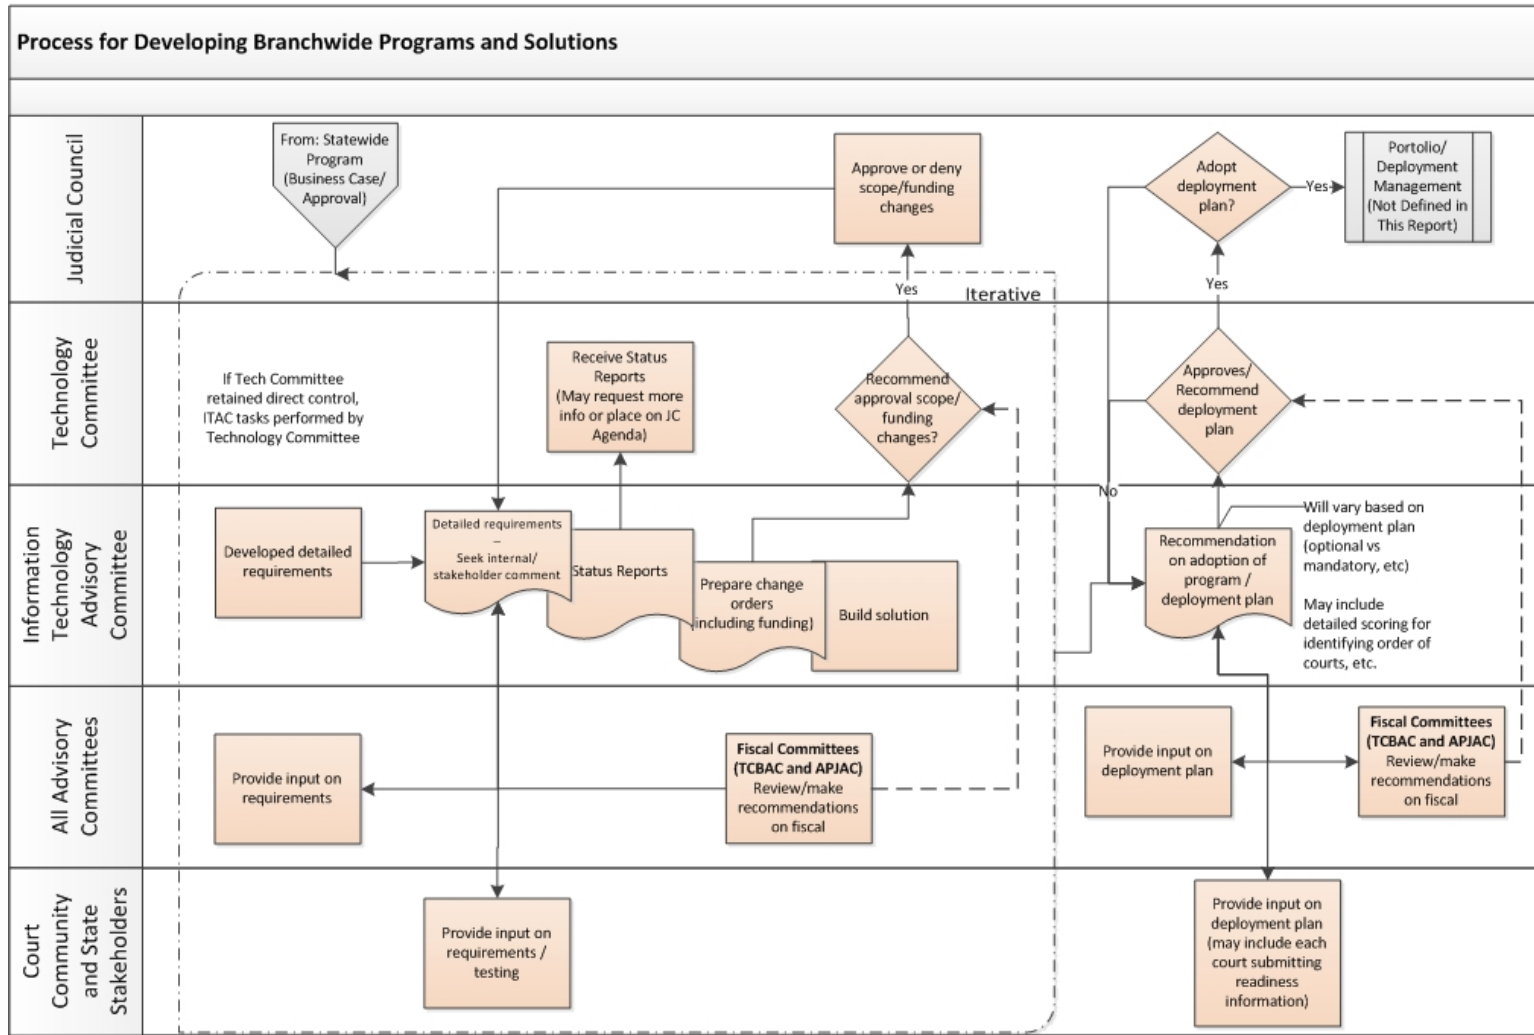 Process for Developing Branchwide Programs and Solutions
Judicial Council
From: Statewide
Program
(Business Case/
Approval)
Approve or deny
scope/funding
changes
Adopt
deployment
plan?
Yes
Portolio/
Deployment
Management
(Not Defined in
This Report)
Yes
Iterative
Yes
Technology
Committee
If Tech Committee
retained direct control,
ITAC tasks performed by
Technology Committee
Receive Status
Reports
(May request more
info or place on JC
Agenda)
Recommend
approval scope/
funding
changes?
Approves/
Recommend
deployment
plan
No
Information
Technology
Advisory
Committee
Developed detailed
requirements
Detailed requirements
–
Seek internal/
stakeholder comment
Status Reports
Prepare change
orders
(including funding)
Build solution
Recommendation
on adoption of
program /
deployment plan
Will vary based on
deployment plan
(optional vs
mandatory, etc)
May include
detailed scoring for
identifying order of
courts, etc.
All Advisory
Committees
Provide input on
requirements
Fiscal Committees
(TCBAC and APJAC)
Review/make
recommendations
on fiscal
Provide input on
deployment plan
Fiscal Committees
(TCBAC and APJAC)
Review/make
recommendations
on fiscal
Court
Community
and State
Stakeholders
Provide input on
requirements /
testing
Provide input on
deployment plan
(may include each
court submitting
readiness
information)